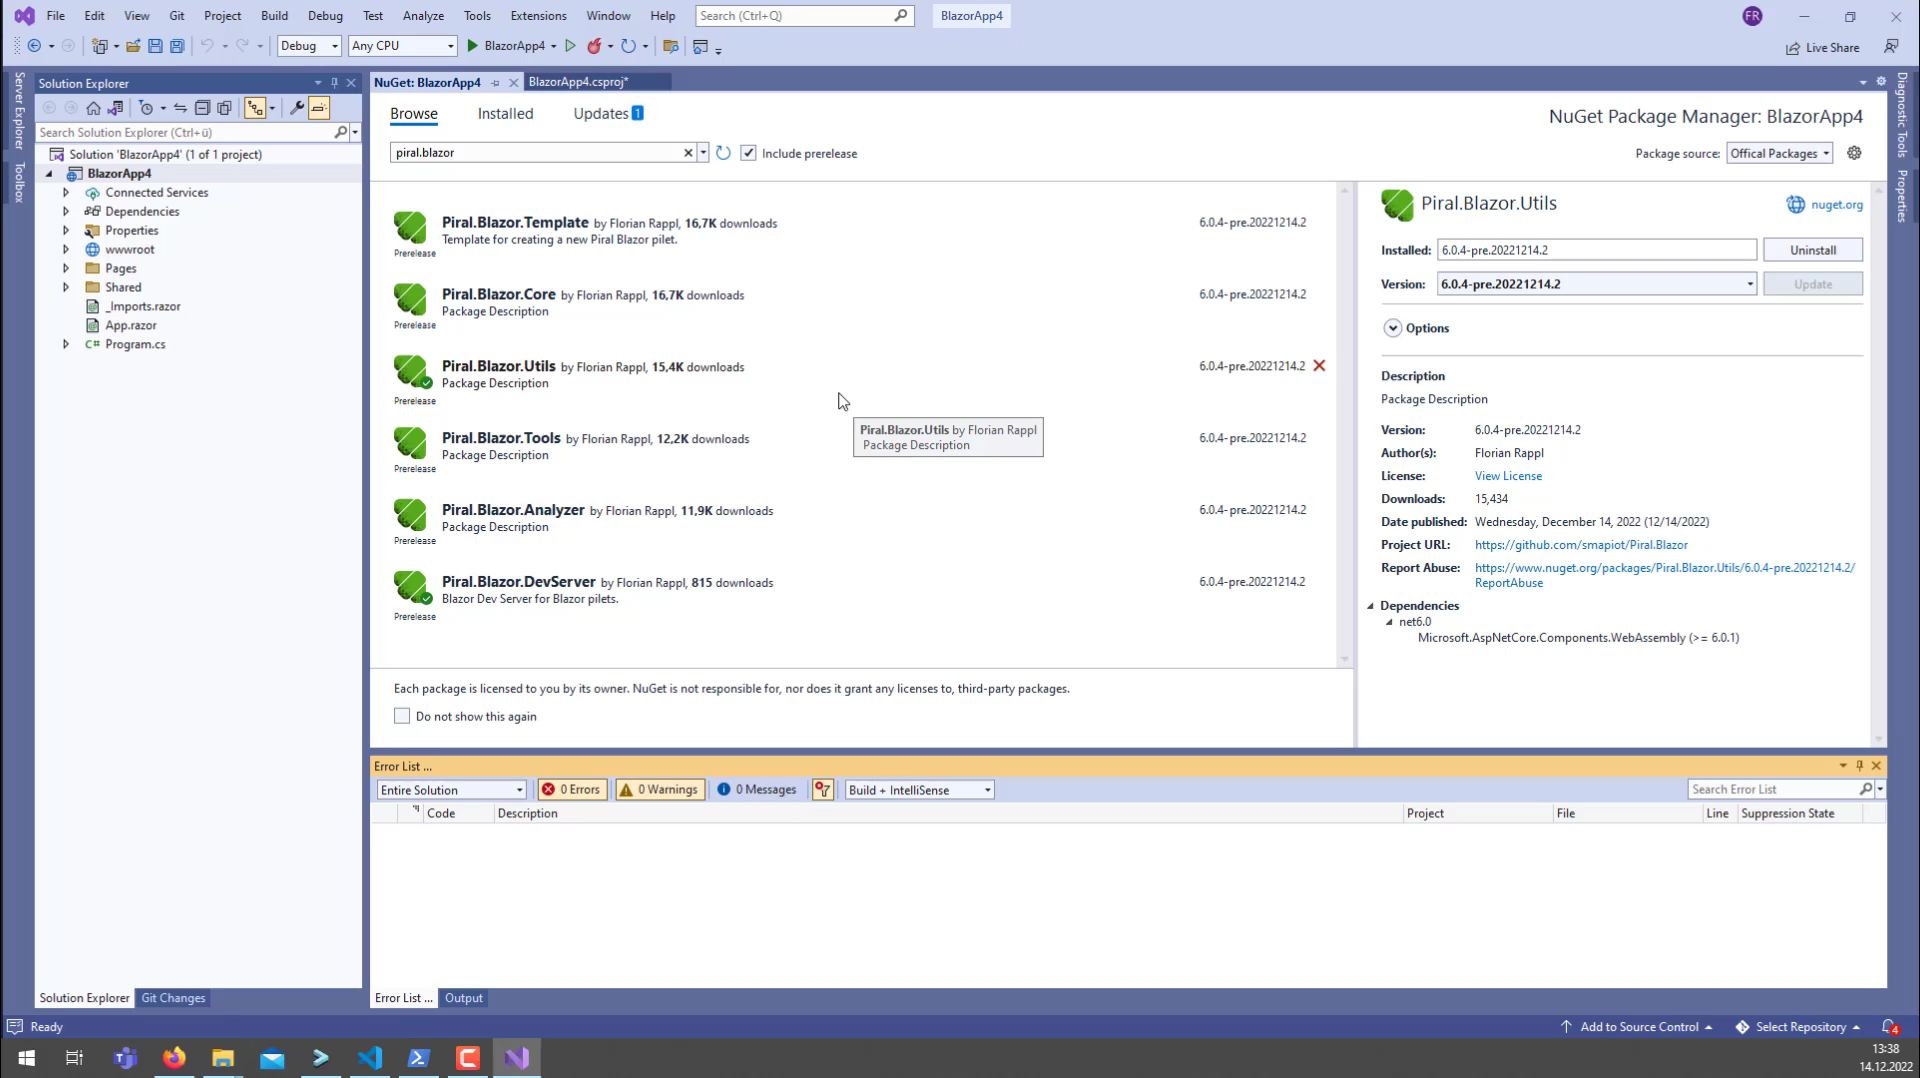 File Edit View Git Project Build Debug Test Analyze Tools Extensions Window Help Search (Ctrl+Q) BlazorApp4 FR
Debug Any CPU BlazorApp4 Live Share
Server Explorer
Toolbox
Solution Explorer
Search Solution Explorer (Ctrl+ü)
Solution 'BlazorApp4' (1 of 1 project)
BlazorApp4
Connected Services
Dependencies
Properties
wwwroot
Pages
Shared
_Imports.razor
App.razor
C# Program.cs
Solution Explorer Git Changes
NuGet: BlazorApp4 BlazorApp4.csproj*
Browse Installed Updates 1
NuGet Package Manager: BlazorApp4
piral.blazor Include prerelease
Package source: Offical Packages
Piral.Blazor.Template by Florian Rappl, 16,7K downloads 6.0.4-pre.20221214.2
Template for creating a new Piral Blazor pilet.
Prerelease
Piral.Blazor.Core by Florian Rappl, 16,7K downloads 6.0.4-pre.20221214.2
Package Description
Prerelease
Piral.Blazor.Utils by Florian Rappl, 15,4K downloads 6.0.4-pre.20221214.2
Package Description
Prerelease
Piral.Blazor.Utils by Florian Rappl
Package Description
Piral.Blazor.Tools by Florian Rappl, 12,2K downloads 6.0.4-pre.20221214.2
Package Description
Prerelease
Piral.Blazor.Analyzer by Florian Rappl, 11,9K downloads 6.0.4-pre.20221214.2
Package Description
Prerelease
Piral.Blazor.DevServer by Florian Rappl, 815 downloads 6.0.4-pre.20221214.2
Blazor Dev Server for Blazor pilets.
Prerelease
Each package is licensed to you by its owner. NuGet is not responsible for, nor does it grant any licenses to, third-party packages.
Do not show this again
Piral.Blazor.Utils nuget.org
Installed: 6.0.4-pre.20221214.2 Uninstall
Version: 6.0.4-pre.20221214.2 Update
Options
Description
Package Description
Version: 6.0.4-pre.20221214.2
Author(s): Florian Rappl
License: View License
Downloads: 15,434
Date published: Wednesday, December 14, 2022 (12/14/2022)
Project URL: https://github.com/smapiot/Piral.Blazor
Report Abuse: https://www.nuget.org/packages/Piral.Blazor.Utils/6.0.4-pre.20221214.2/
ReportAbuse
Dependencies
net6.0
Microsoft.AspNetCore.Components.WebAssembly (>= 6.0.1)
Diagnostic Tools
Properties
Error List ...
Entire Solution 0 Errors 0 Warnings 0 Messages Build + IntelliSense Search Error List
Code Description Project File Line Suppression State
Error List ... Output
Ready Add to Source Control Select Repository 4
13:38
14.12.2022